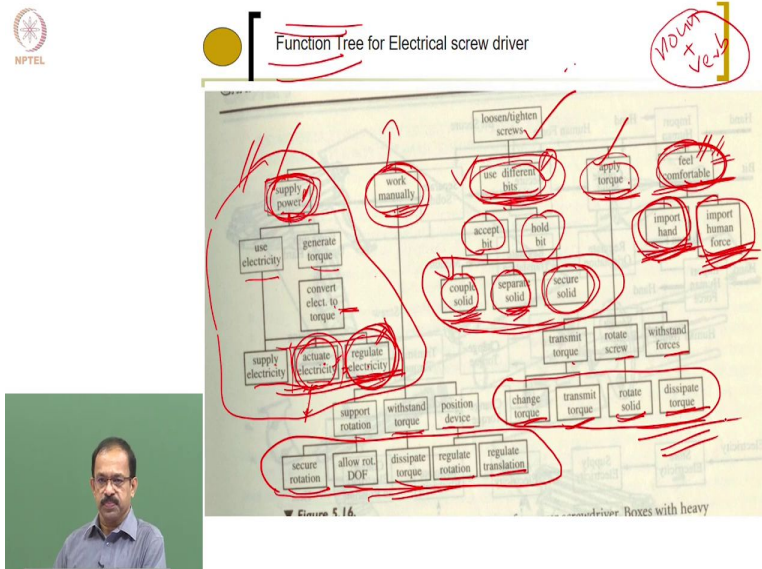 NPTEL
Function Tree for Electrical screw driver
noun
+
verb
loosen/tighten
screws
supply
power
work
manually
use different
bits
apply
torque
feel
comfortable
use
electricity
generate
torque
accept
bit
hold
bit
import
hand
import
human
force
convert
elect. to
torque
couple
solid
separate
solid
secure
solid
transmit
torque
rotate
screw
withstand
forces
supply
electricity
actuate
electricity
regulate
electricity
support
rotation
withstand
torque
position
device
change
torque
transmit
torque
rotate
solid
dissipate
torque
secure
rotation
allow rot.
DOF
dissipate
torque
regulate
rotation
regulate
translation
▼ Figure 5.16.
screwdriver. Boxes with heavy